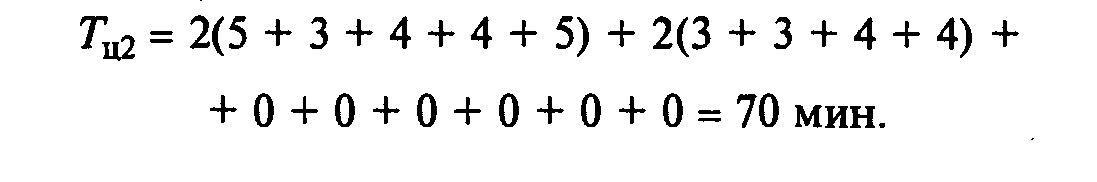 Tц2 = 2(5 + 3 + 4 + 4 + 5) + 2(3 + 3 + 4 + 4) +
+ 0 + 0 + 0 + 0 + 0 + 0 = 70 мин.